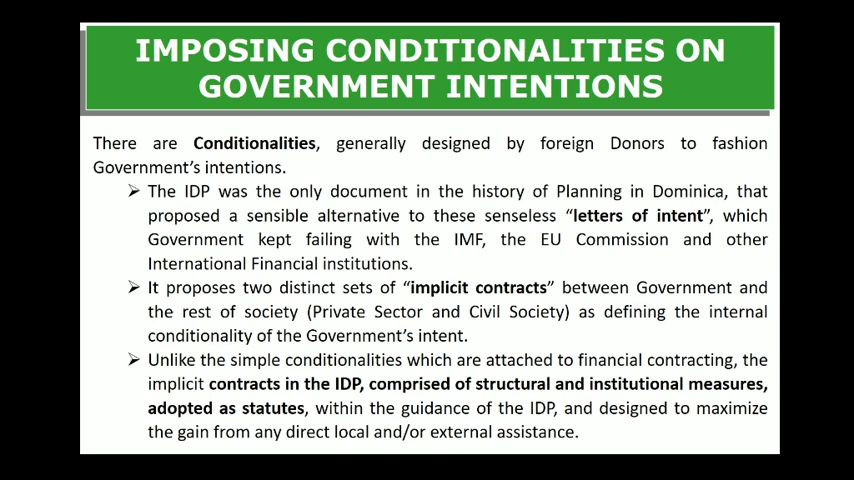 IMPOSING CONDITIONALITIES ON
GOVERNMENT INTENTIONS
There are Conditionalities, generally designed by foreign Donors to fashion
Government's intentions.
➢ The IDP was the only document in the history of Planning in Dominica, that
proposed a sensible alternative to these senseless "letters of intent", which
Government kept failing with the IMF, the EU Commission and other
International Financial institutions.
➢ It proposes two distinct sets of "implicit contracts" between Government and
the rest of society (Private Sector and Civil Society) as defining the internal
conditionality of the Government's intent.
➢ Unlike the simple conditionalities which are attached to financial contracting, the
implicit contracts in the IDP, comprised of structural and institutional measures,
adopted as statutes, within the guidance of the IDP, and designed to maximize
the gain from any direct local and/or external assistance.